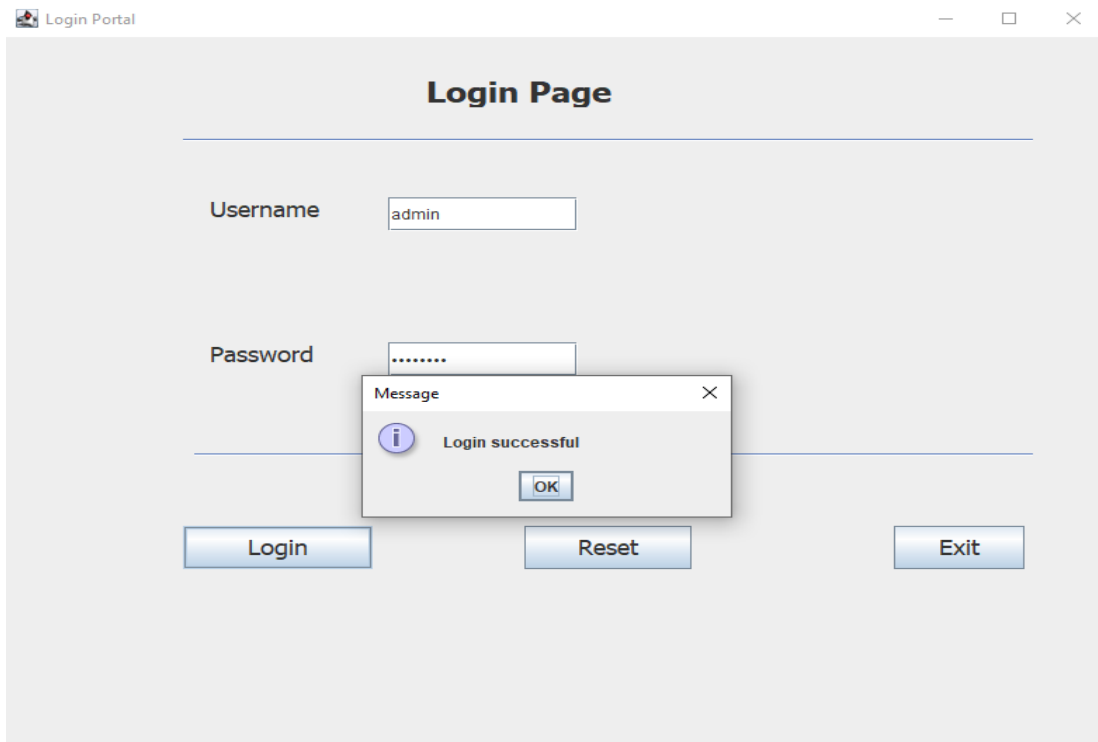 Login Portal
Login Page
Username
admin
Password
••••••••
Message
i
Login successful
OK
Login
Reset
Exit